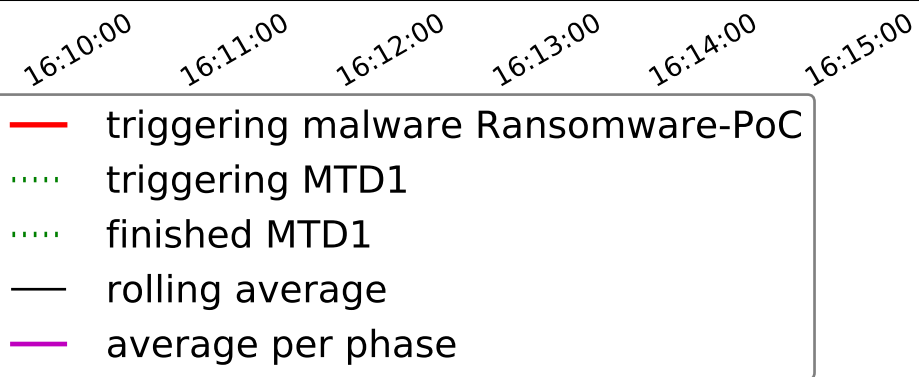 16:10:00 16:11:00 16:12:00 16:13:00 16:14:00 16:15:00
triggering malware Ransomware-PoC
triggering MTD1
finished MTD1
rolling average
average per phase